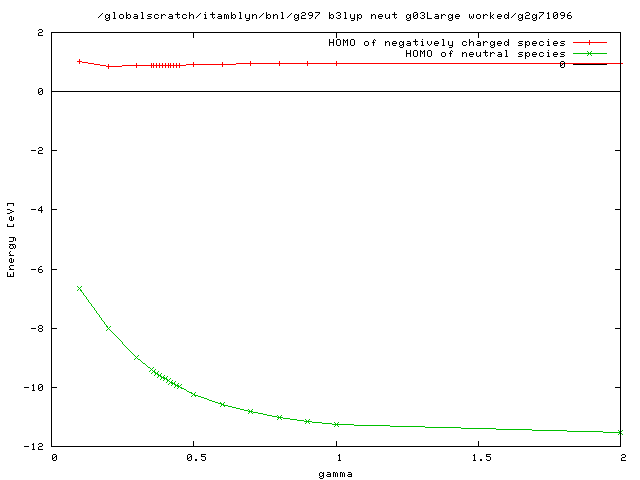 /globalscratch/itamblyn/bnl/g297 b3lyp neut g03Large worked/g2g71096
HOMO of negatively charged species
HOMO of neutral species
0
2
0
-2
-4
-6
-8
-10
-12
Energy [eV]
0
0.5
1
1.5
2
gamma